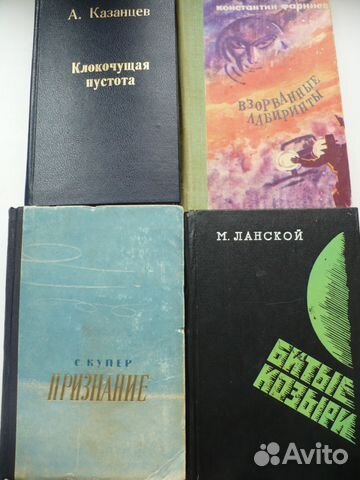 А. Казанцев
Клокочущая
пустота
КОНСТАНТИН ФАРНИЕВ
ВЗОРВАННЫЕ
ЛАБИРИНТЫ
С. КУПЕР
ПРИЗНАНИЕ
М. ЛАНСКОЙ
БИТЫЕ
КОЗЫРИ
Avito